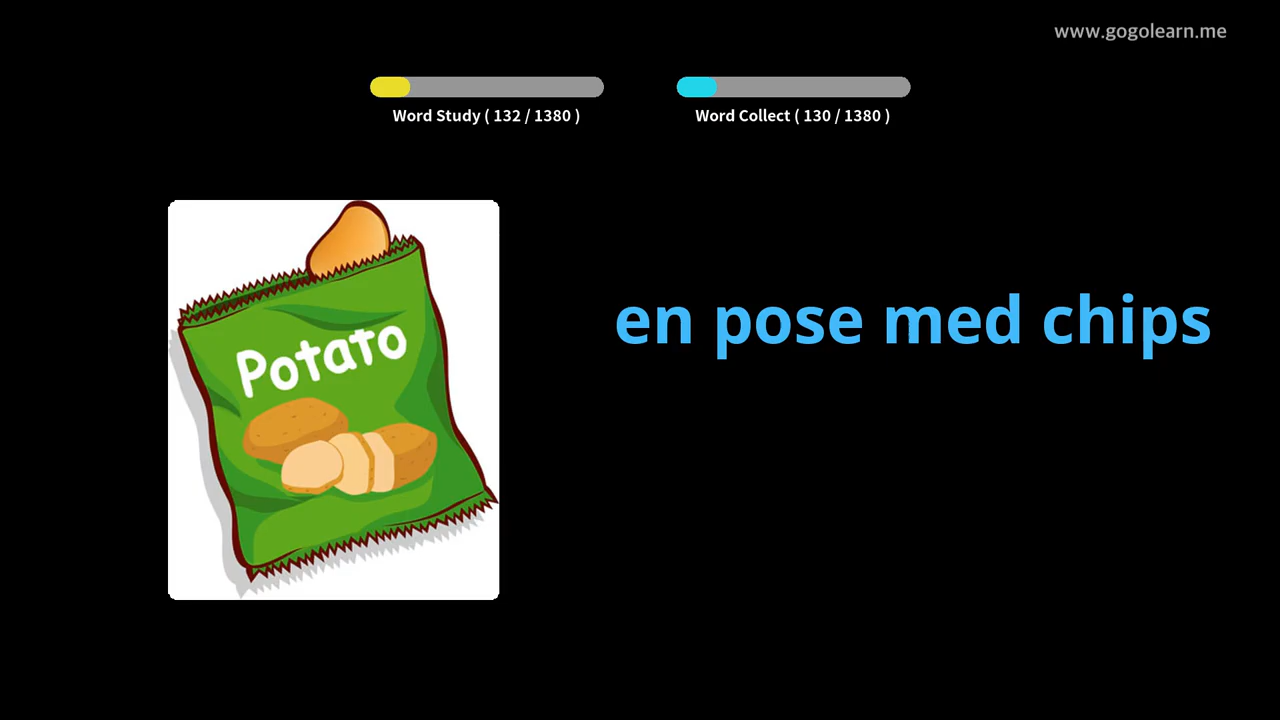 www.gogolearn.me
Word Study ( 132 / 1380 )
Word Collect ( 130 / 1380 )
Potato
en pose med chips